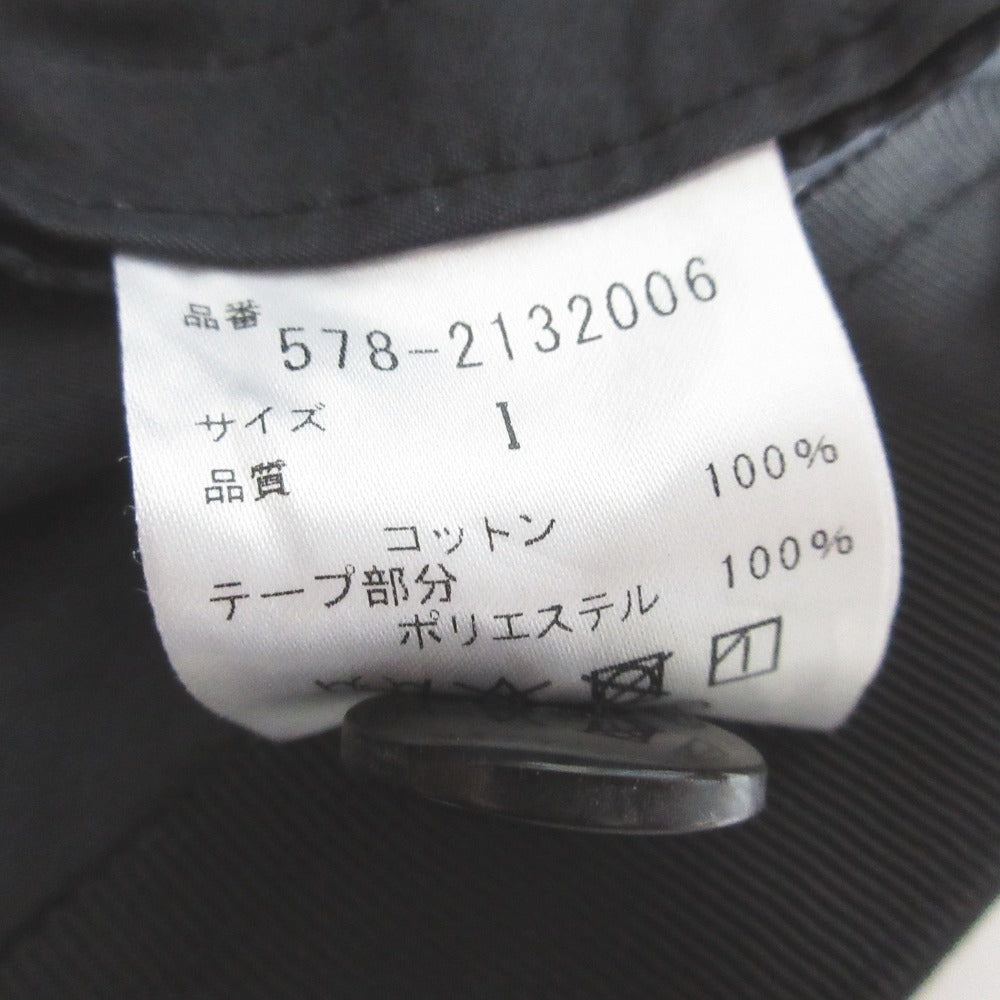 品番 578-2132006
サイズ I
品質
コットン 100%
テープ部分
ポリエステル 100%